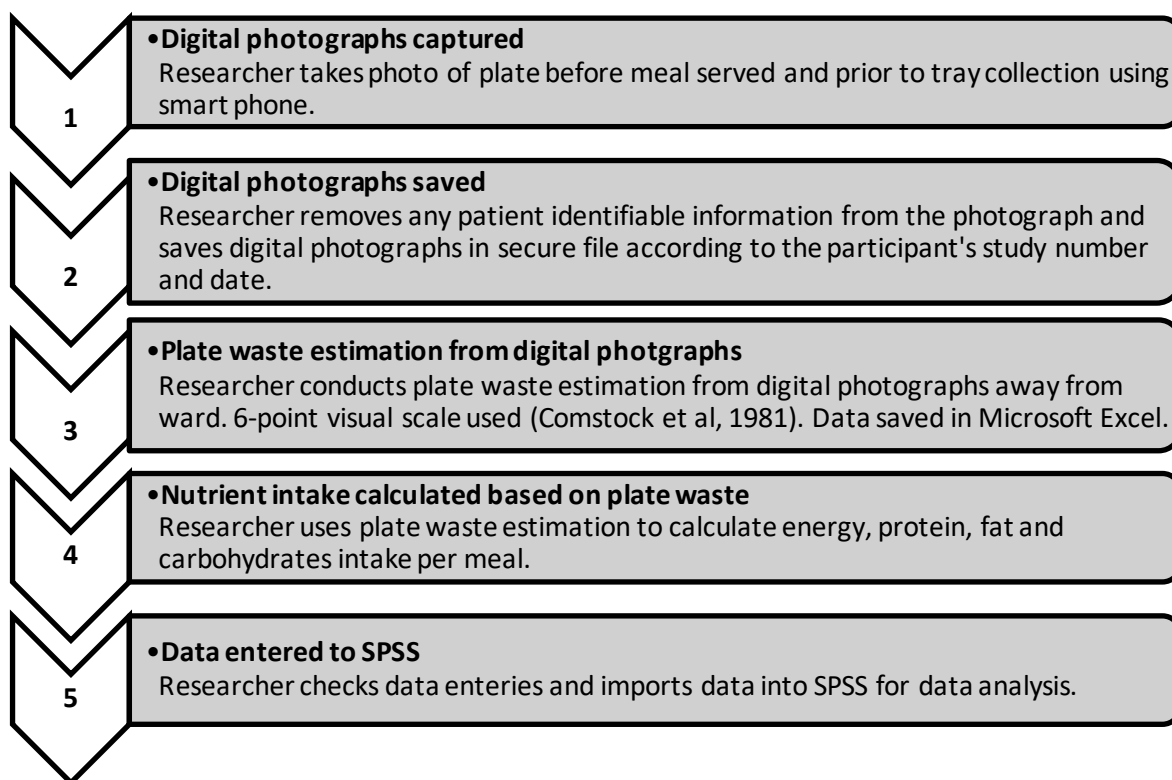 •Digital photographs captured
Researcher takes photo of plate before meal served and prior to tray collection using
smart phone.
1
•Digital photographs saved
Researcher removes any patient identifiable information from the photograph and
saves digital photographs in secure file according to the participant's study number
and date.
2
•Plate waste estimation from digital photgraphs
Researcher conducts plate waste estimation from digital photographs away from
ward. 6-point visual scale used (Comstock et al, 1981). Data saved in Microsoft Excel.
3
•Nutrient intake calculated based on plate waste
Researcher uses plate waste estimation to calculate energy, protein, fat and
carbohydrates intake per meal.
4
•Data entered to SPSS
Researcher checks data enteries and imports data into SPSS for data analysis.
5